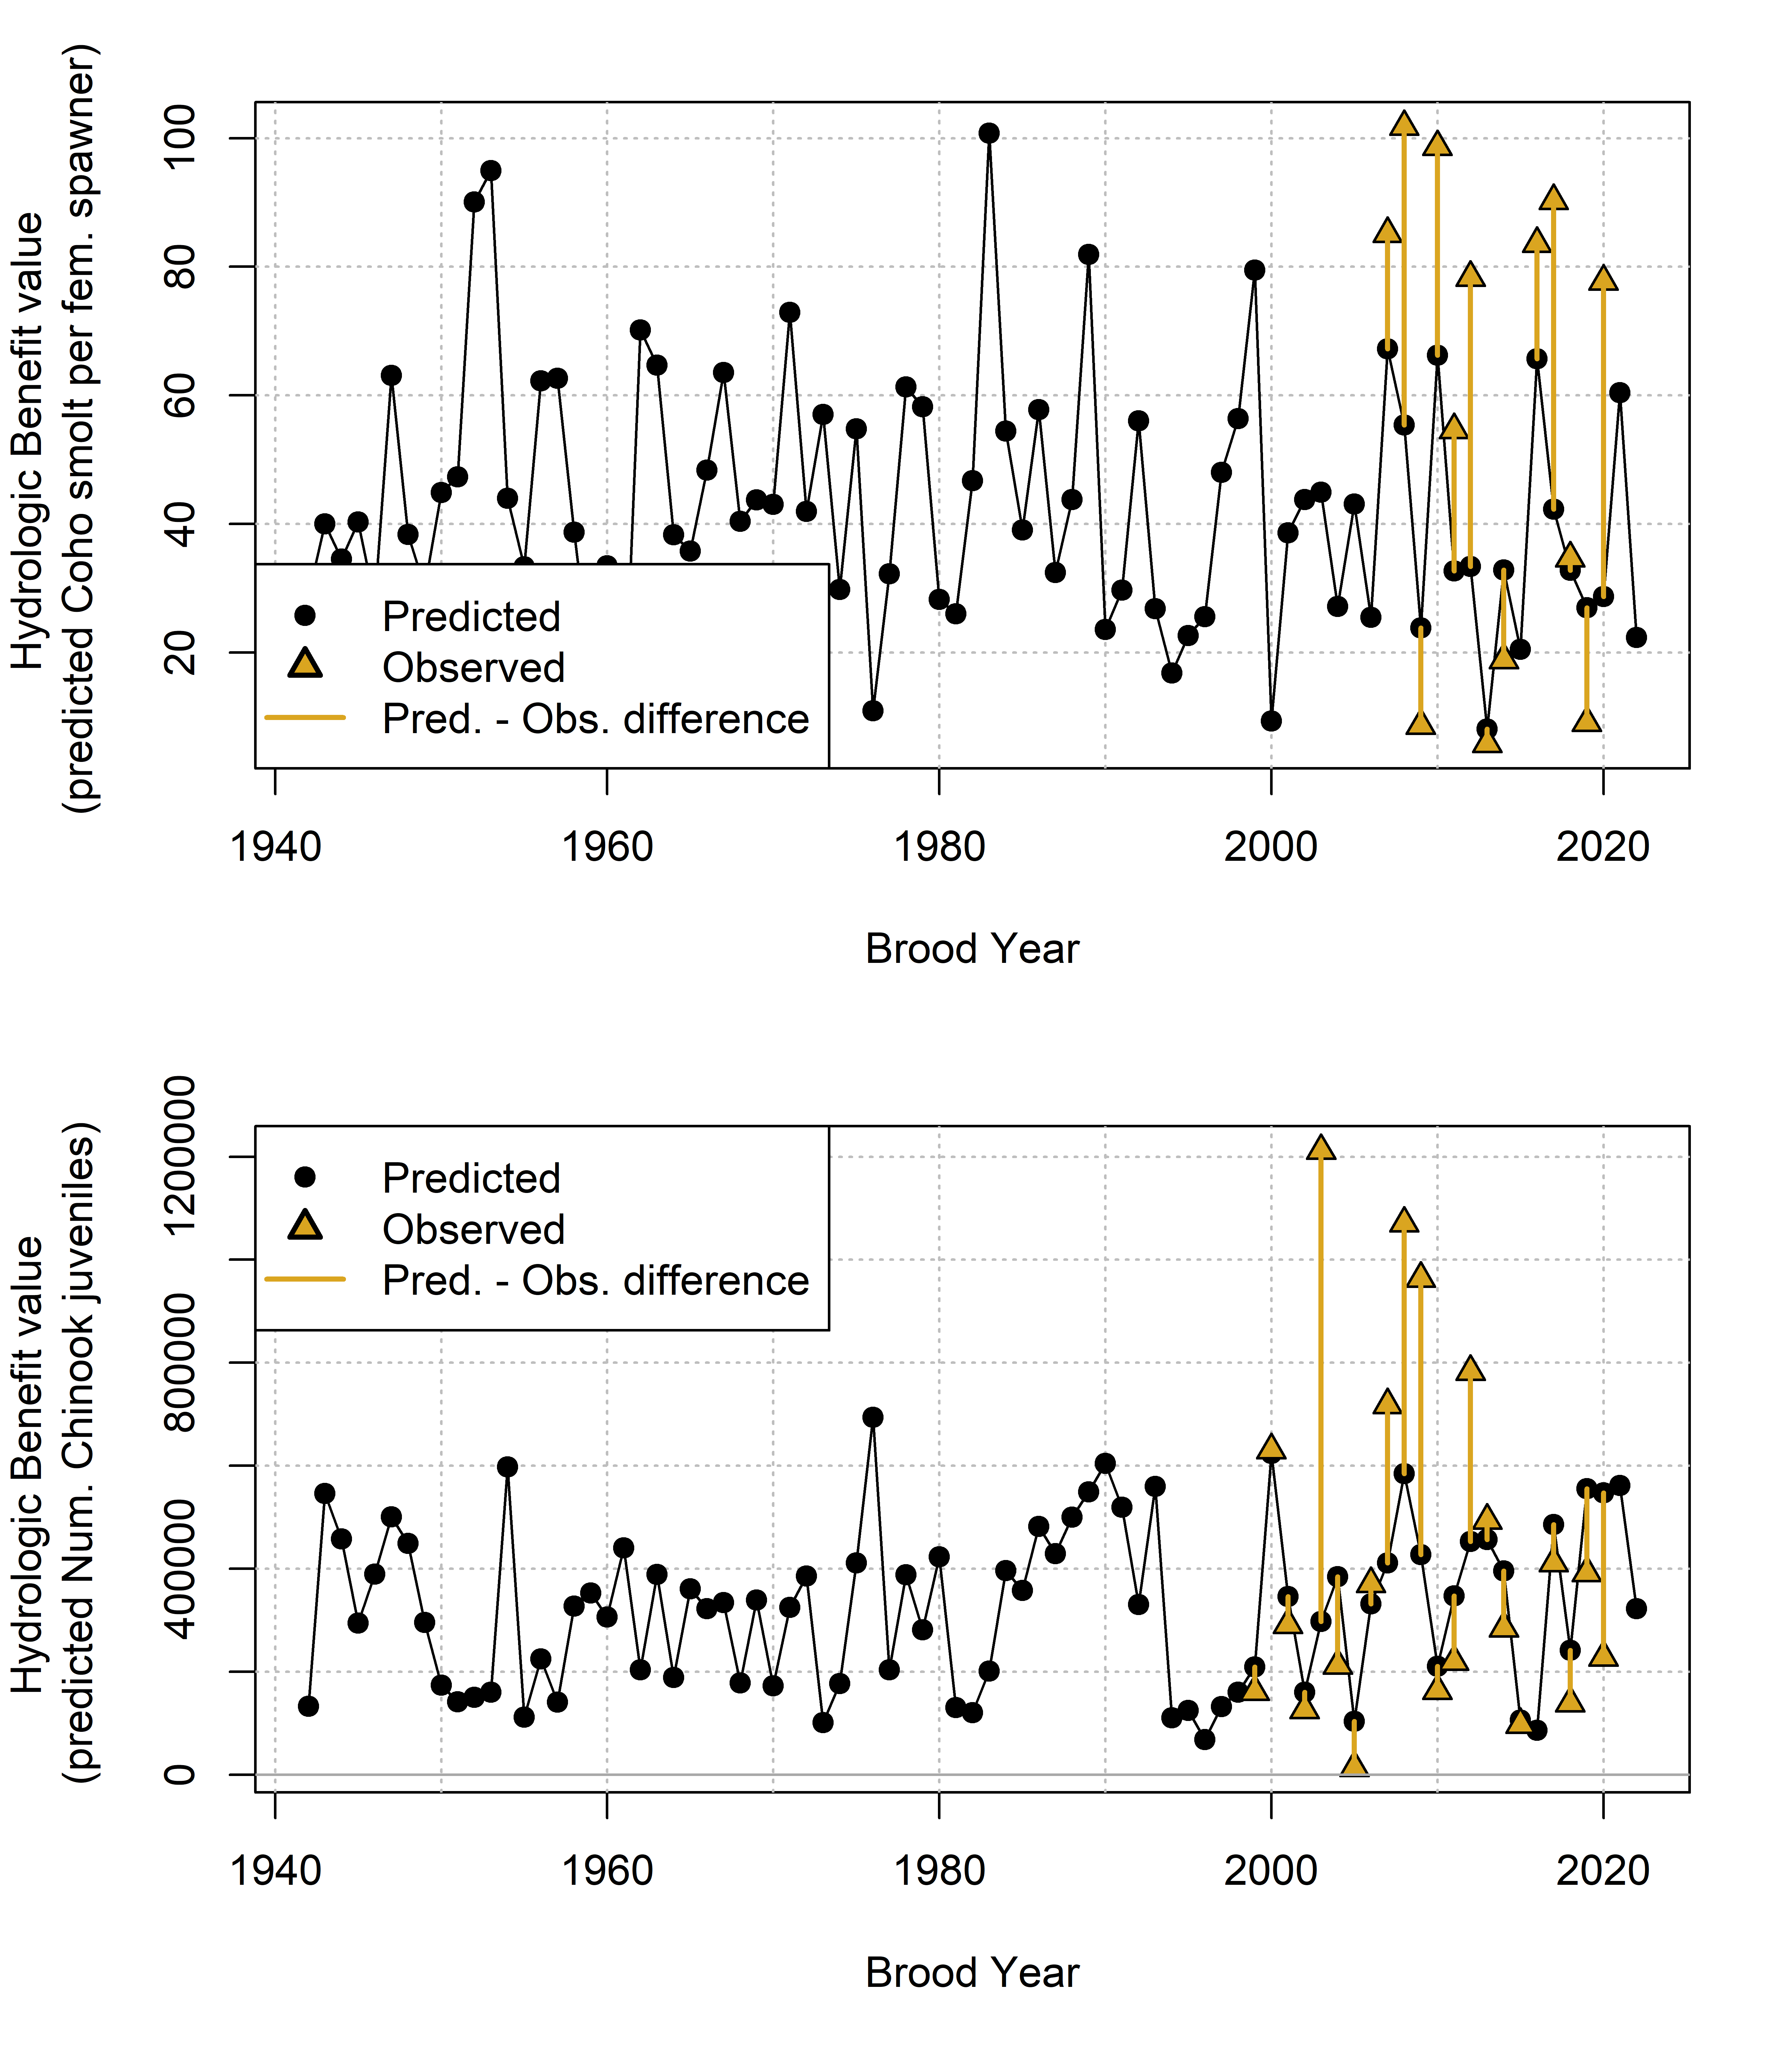 Hydrologic Benefit value
(predicted Coho smolt per fem. spawner)
100
80
60
40
20
Predicted
Observed
Pred. - Obs. difference
1940 1960 1980 2000 2020
Brood Year
Hydrologic Benefit value
(predicted Num. Chinook juveniles)
1200000
800000
400000
0
Predicted
Observed
Pred. - Obs. difference
1940 1960 1980 2000 2020
Brood Year